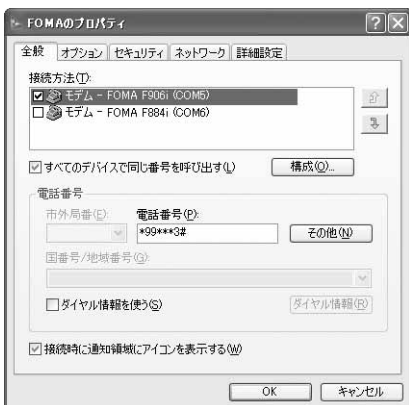 FOMAのプロパティ
全般 オプション セキュリティ ネットワーク 詳細設定
接続方法(T):
モデム - FOMA F906i (COM5)
モデム - FOMA F884i (COM6)
すべてのデバイスで同じ番号を呼び出す(L) 構成(O)...
電話番号
市外局番(E): 電話番号(P):
*99***3# その他(N)
国番号/地域番号(G):
ダイヤル情報を使う(S) ダイヤル情報(R)
接続時に通知領域にアイコンを表示する(W)
OK キャンセル